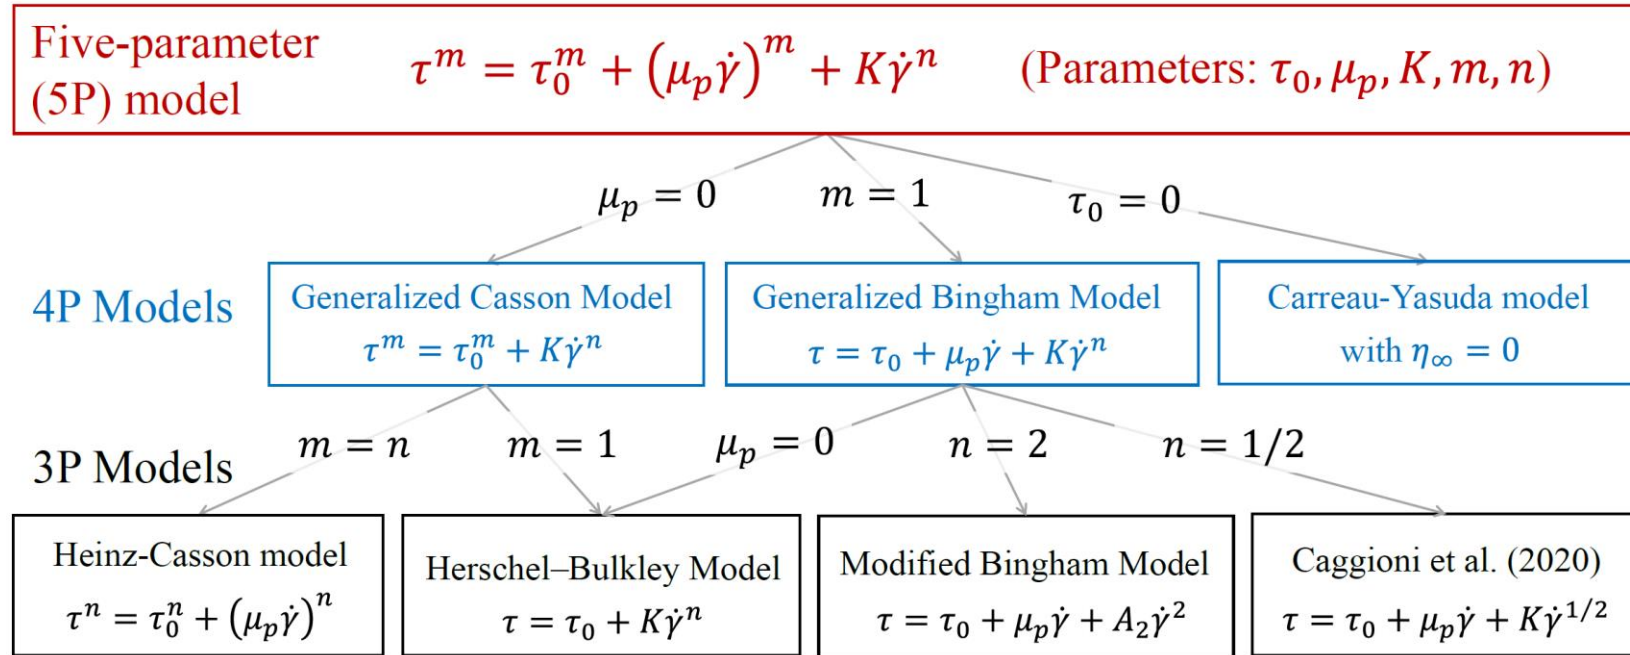 Five-parameter
(5P) model
τ^m = τ_0^m + (μ_p γ̇)^m + Kγ̇^n
(Parameters: τ_0, μ_p, K, m, n)
μ_p = 0
m = 1
τ_0 = 0
4P Models
Generalized Casson Model
τ^m = τ_0^m + Kγ̇^n
Generalized Bingham Model
τ = τ_0 + μ_p γ̇ + Kγ̇^n
Carreau-Yasuda model
with η_∞ = 0
m = n
m = 1
μ_p = 0
n = 2
n = 1/2
3P Models
Heinz-Casson model
τ^n = τ_0^n + (μ_p γ̇)^n
Herschel–Bulkley Model
τ = τ_0 + Kγ̇^n
Modified Bingham Model
τ = τ_0 + μ_p γ̇ + A_2 γ̇^2
Caggioni et al. (2020)
τ = τ_0 + μ_p γ̇ + Kγ̇^{1/2}